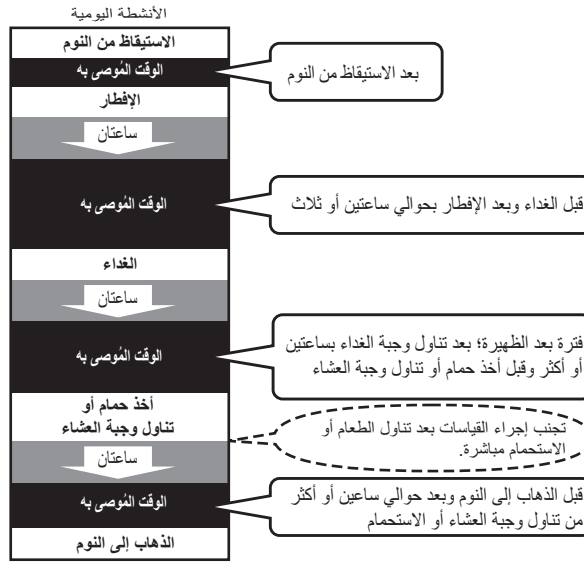 الأنشطة اليومية
الاستيقاظ من النوم
الوقت المُوصى به
بعد الاستيقاظ من النوم
الإفطار
ساعتان
الوقت المُوصى به
قبل الغداء وبعد الإفطار بحوالي ساعتين أو ثلاث
الغداء
ساعتان
الوقت المُوصى به
فترة بعد الظهيرة؛ بعد تناول وجبة الغداء بساعتين
أو أكثر وقبل أخذ حمام أو تناول وجبة العشاء
أخذ حمام أو
تناول وجبة العشاء
تجنب إجراء القياسات بعد تناول الطعام أو
الاستحمام مباشرة.
ساعتان
الوقت المُوصى به
قبل الذهاب إلى النوم وبعد حوالي ساعين أو أكثر
من تناول وجبة العشاء أو الاستحمام
الذهاب إلى النوم